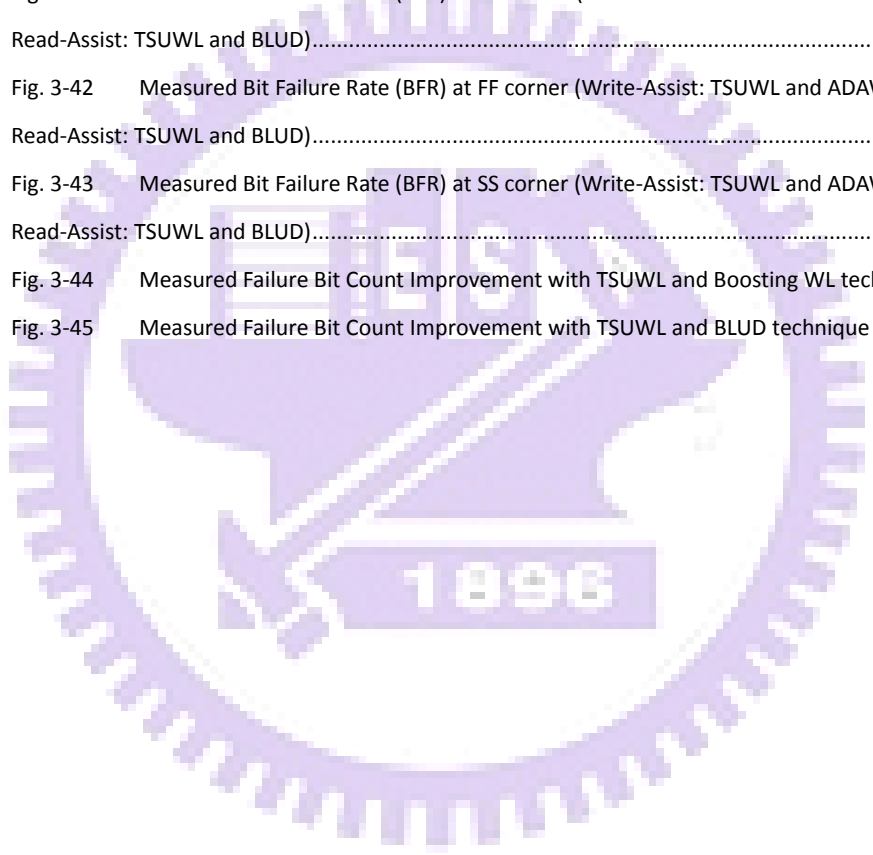 Read-Assist: TSUWL and BLUD)...............................................................................................
Fig. 3-42 Measured Bit Failure Rate (BFR) at FF corner (Write-Assist: TSUWL and
Read-Assist: TSUWL and BLUD)...............................................................................................
Fig. 3-43 Measured Bit Failure Rate (BFR) at SS corner (Write-Assist: TSUWL and
Read-Assist: TSUWL and BLUD)...............................................................................................
Fig. 3-44 Measured Failure Bit Count Improvement with TSUWL and Boosting WL
Fig. 3-45 Measured Failure Bit Count Improvement with TSUWL and BLUD technique
ES
1896